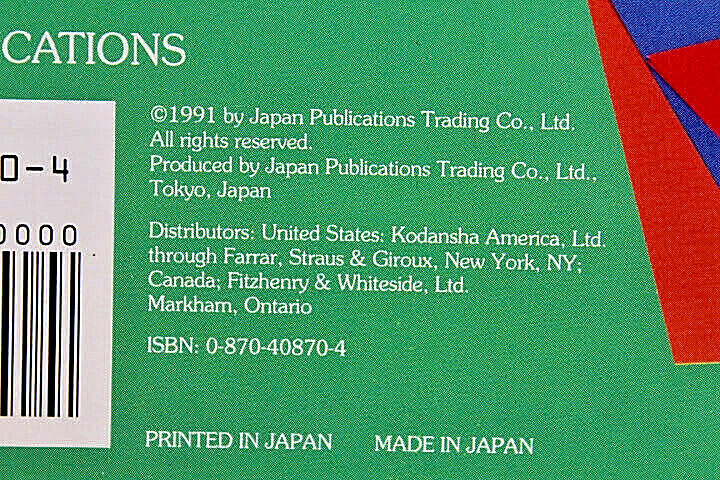 CATIONS
0-4
0000
©1991 by Japan Publications Trading Co., Ltd.
All rights reserved.
Produced by Japan Publications Trading Co., Ltd.,
Tokyo, Japan
Distributors: United States: Kodansha America, Ltd.
through Farrar, Straus & Giroux, New York, NY;
Canada; Fitzhenry & Whiteside, Ltd.
Markham, Ontario
ISBN: 0-870-40870-4
PRINTED IN JAPAN MADE IN JAPAN